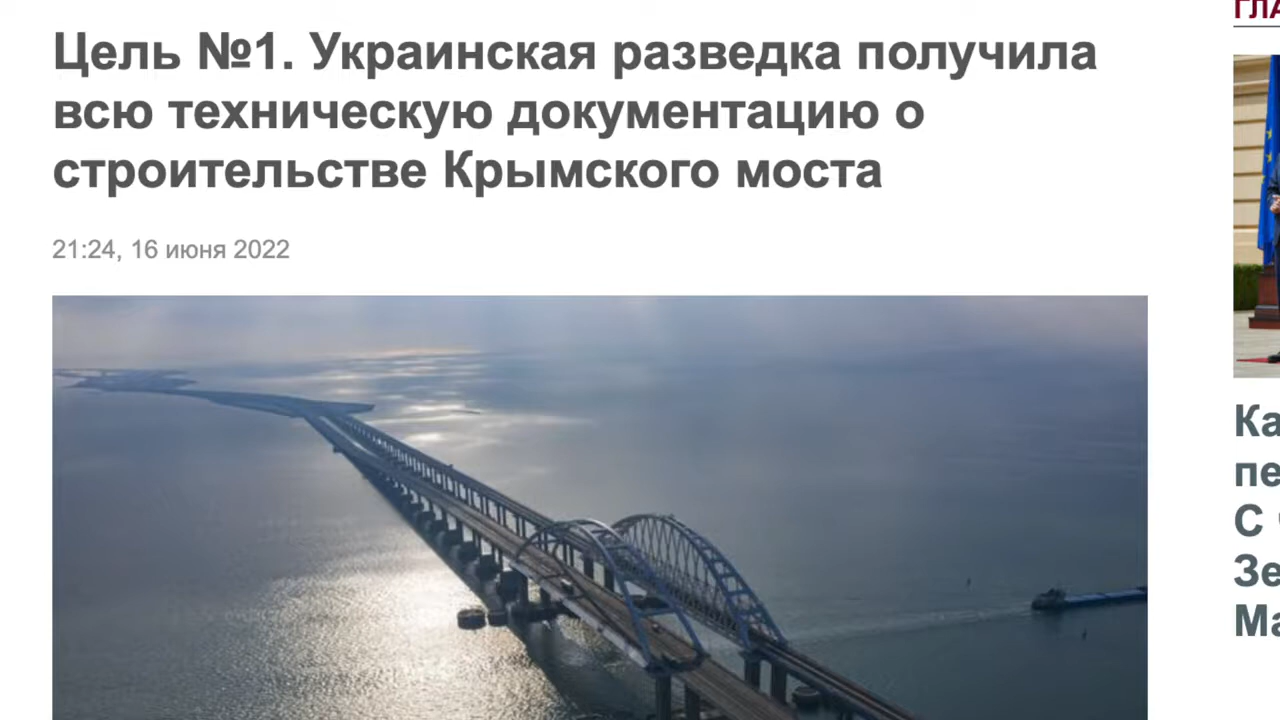 Цель №1. Украинская разведка получила
всю техническую документацию о
строительстве Крымского моста
21:24, 16 июня 2022